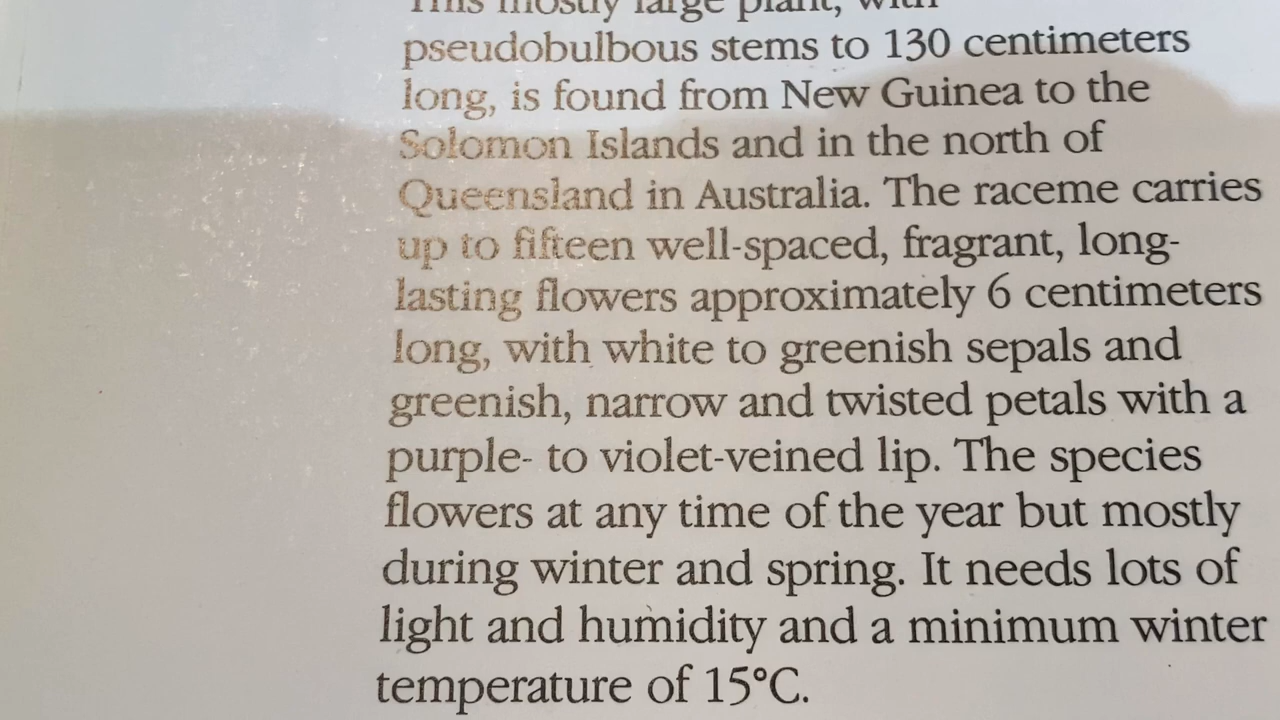 This mostly large plant, with
pseudobulbous stems to 130 centimeters
long, is found from New Guinea to the
Solomon Islands and in the north of
Queensland in Australia. The raceme carries
up to fifteen well-spaced, fragrant, long-
lasting flowers approximately 6 centimeters
long, with white to greenish sepals and
greenish, narrow and twisted petals with a
purple- to violet-veined lip. The species
flowers at any time of the year but mostly
during winter and spring. It needs lots of
light and humidity and a minimum winter
temperature of 15°C.